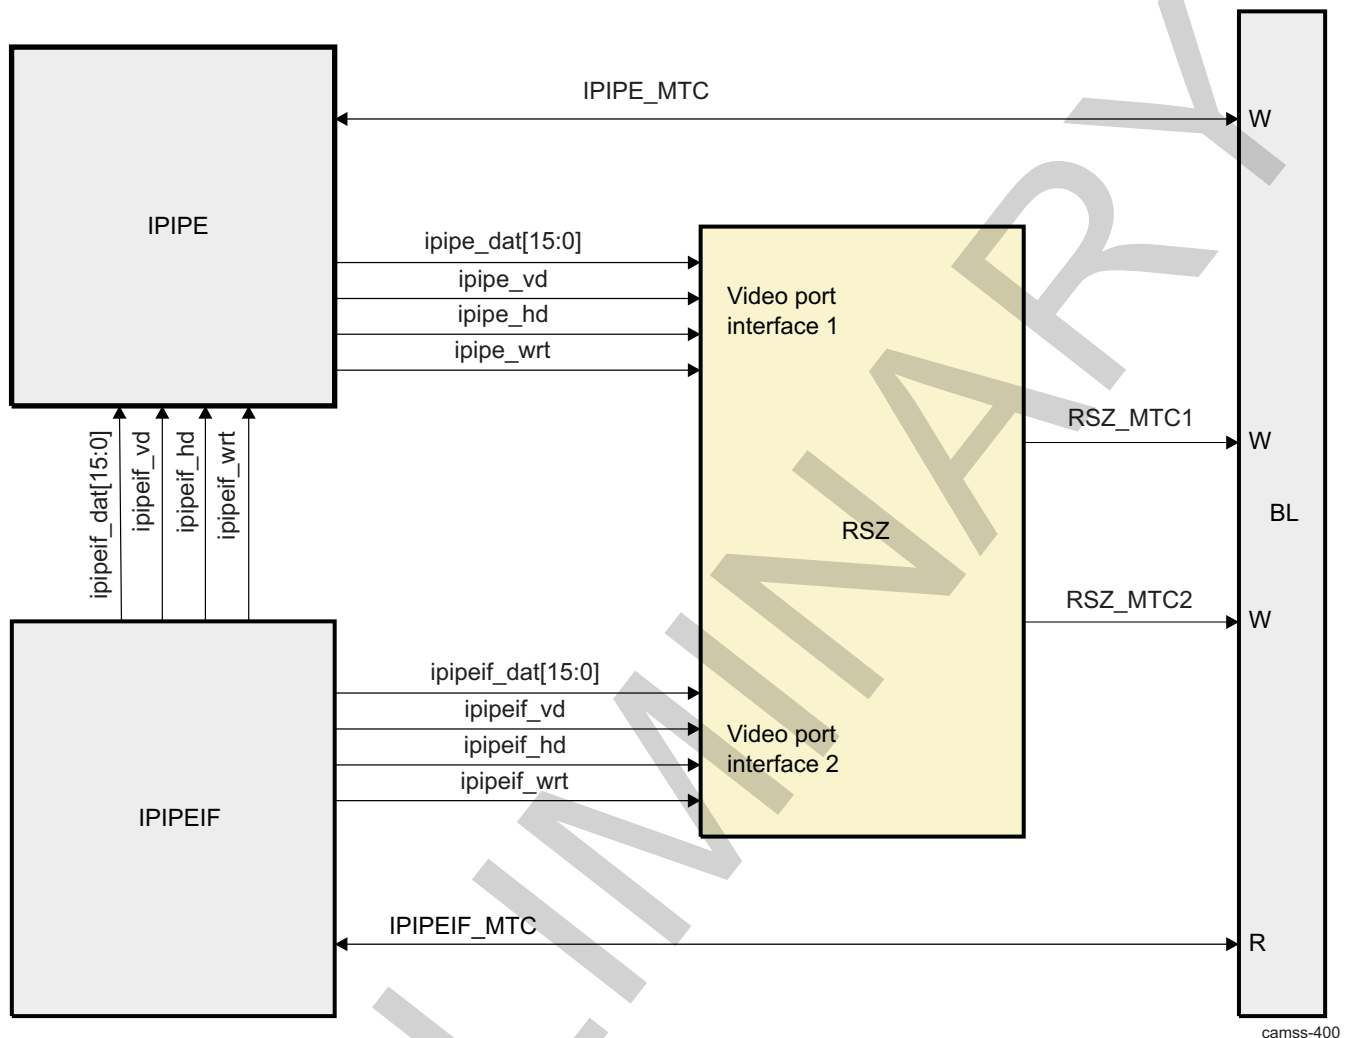 IPIPE_MTC
W
IPIPE
ipipe_dat[15:0]
ipipe_vd
ipipe_hd
ipipe_wrt
Video port
interface 1
ipipeif_dat[15:0]
ipipeif_vd
ipipeif_hd
ipipeif_wrt
RSZ_MTC1
W
BL
RSZ
RSZ_MTC2
W
ipipeif_dat[15:0]
ipipeif_vd
ipipeif_hd
ipipeif_wrt
Video port
interface 2
IPIPEIF
IPIPEIF_MTC
R
camss-400
LIMINARY